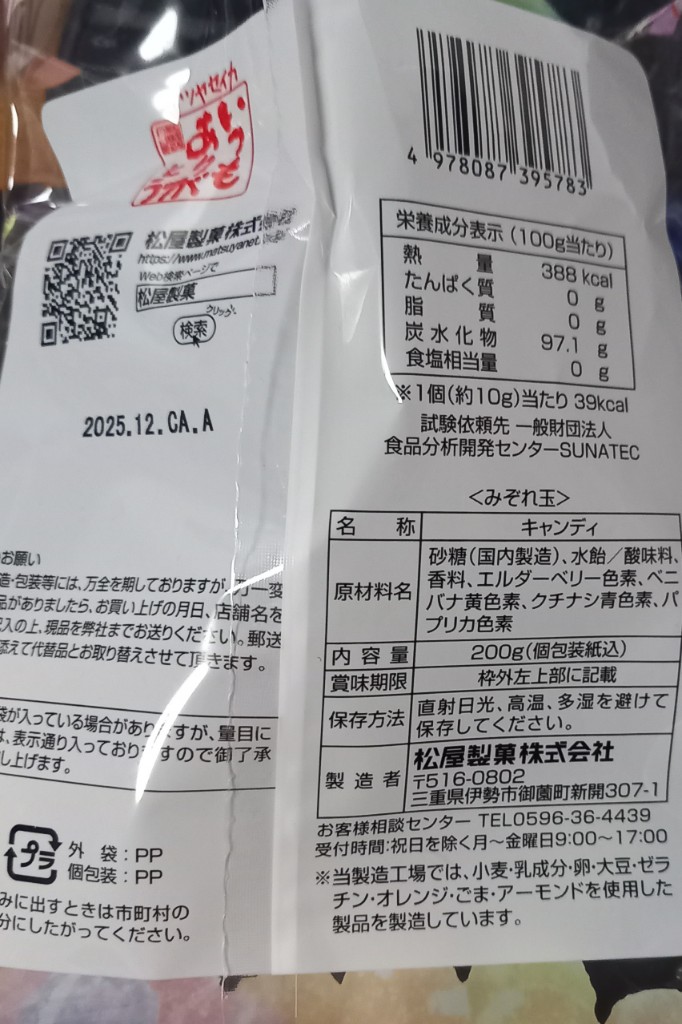 マツヤセイカ
いつも
ありがとう
松屋製菓株式
https://www.matsuyanet.
Web検索ページで
松屋製菓
クリック
検索
2025.12.CA.A
お願い
造・包装等には、万全を期しておりますが、万一変
品がありましたら、お買い上げの月日、店舗名を
記入の上、現品を弊社までお送りください。郵送
添えて代替品とお取り替えさせて頂きます。
袋が入っている場合がありますが、量目に
は、表示通り入っておりますので御了承
し上げます。
プラ
外 袋：PP
個包装：PP
みに出すときは市町村の
分にしたがってください。
4 978087 395783
栄養成分表示（100g当たり）
熱量 388 kcal
たんぱく質 0 g
脂質 0 g
炭水化物 97.1 g
食塩相当量 0 g
※1個（約10g）当たり 39kcal
試験依頼先 一般財団法人
食品分析開発センターSUNATEC
＜みぞれ玉＞
名称 キャンディ
原材料名 砂糖（国内製造）、水飴／酸味料、
香料、エルダーベリー色素、ベニ
バナ黄色素、クチナシ青色素、パ
プリカ色素
内容量 200g（個包装紙込）
賞味期限 枠外左上部に記載
保存方法 直射日光、高温、多湿を避けて
保存してください。
製造者 松屋製菓株式会社
〒516-0802
三重県伊勢市御薗町新開307-1
お客様相談センター TEL0596-36-4439
受付時間：祝日を除く月〜金曜日9:00〜17:00
※当製造工場では、小麦・乳成分・卵・大豆・ゼラ
チン・オレンジ・ごま・アーモンドを使用した
製品を製造しています。